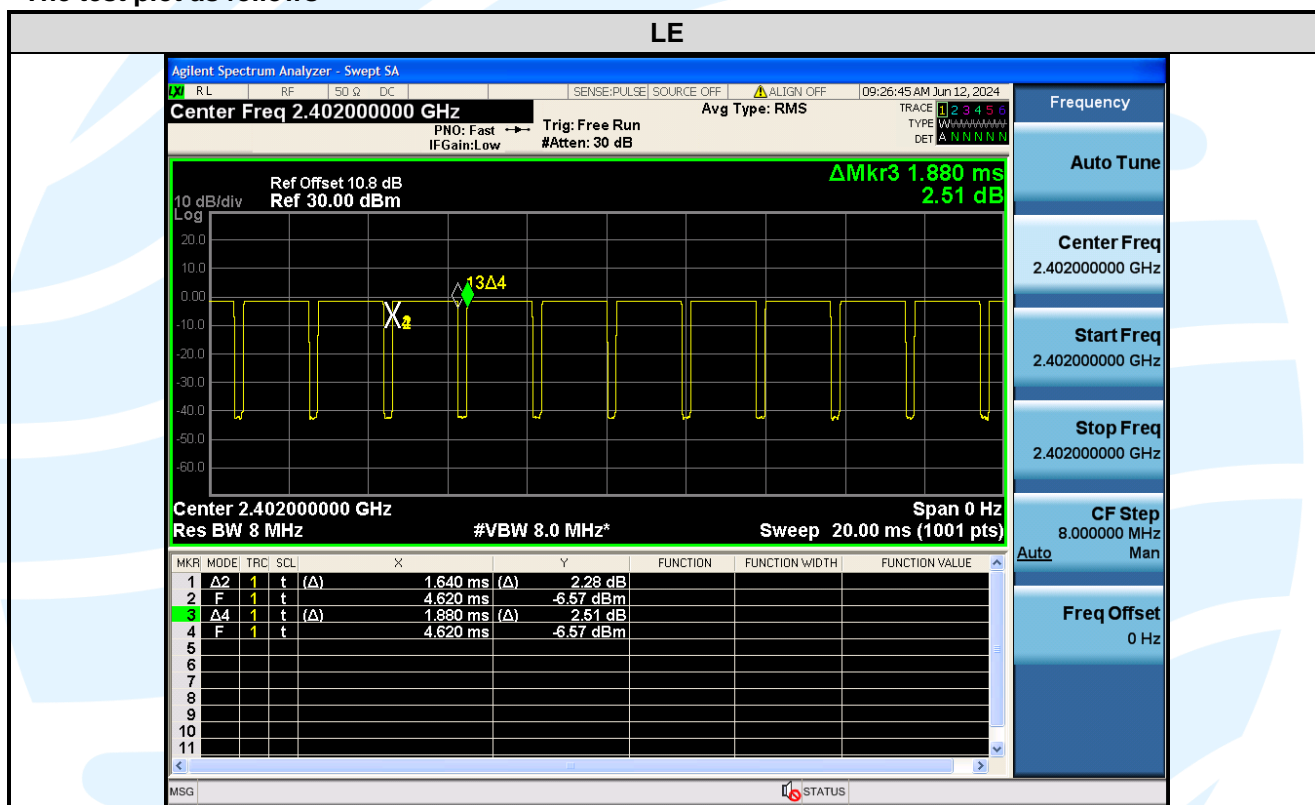 The test plot as follows
LE
Agilent Spectrum Analyzer - Swept SA
LXI RL RF 50 Ω DC SENSE:PULSE SOURCE OFF ALIGN OFF 09:26:45 AM Jun 12, 2024
Center Freq 2.402000000 GHz
PNO: Fast
IFGain:Low
Trig: Free Run
#Atten: 30 dB
Avg Type: RMS
TRACE 1 2 3 4 5 6
TYPE WWWWWW
DET A N N N N N
ΔMkr3 1.880 ms
2.51 dB
Ref Offset 10.8 dB
10 dB/div Ref 30.00 dBm
Log
20.0
10.0
0.00
-10.0
-20.0
-30.0
-40.0
-50.0
-60.0
13Δ4
Center 2.402000000 GHz Span 0 Hz
Res BW 8 MHz #VBW 8.0 MHz* Sweep 20.00 ms (1001 pts)
MKR MODE TRC SCL X Y FUNCTION FUNCTION WIDTH FUNCTION VALUE
1 Δ2 1 t (Δ) 1.640 ms (Δ) 2.28 dB
2 F 1 t 4.620 ms -6.57 dBm
3 Δ4 1 t (Δ) 1.880 ms (Δ) 2.51 dB
4 F 1 t 4.620 ms -6.57 dBm
5
6
7
8
9
10
11
MSG STATUS
Frequency
Auto Tune
Center Freq
2.402000000 GHz
Start Freq
2.402000000 GHz
Stop Freq
2.402000000 GHz
CF Step
8.000000 MHz
Auto Man
Freq Offset
0 Hz